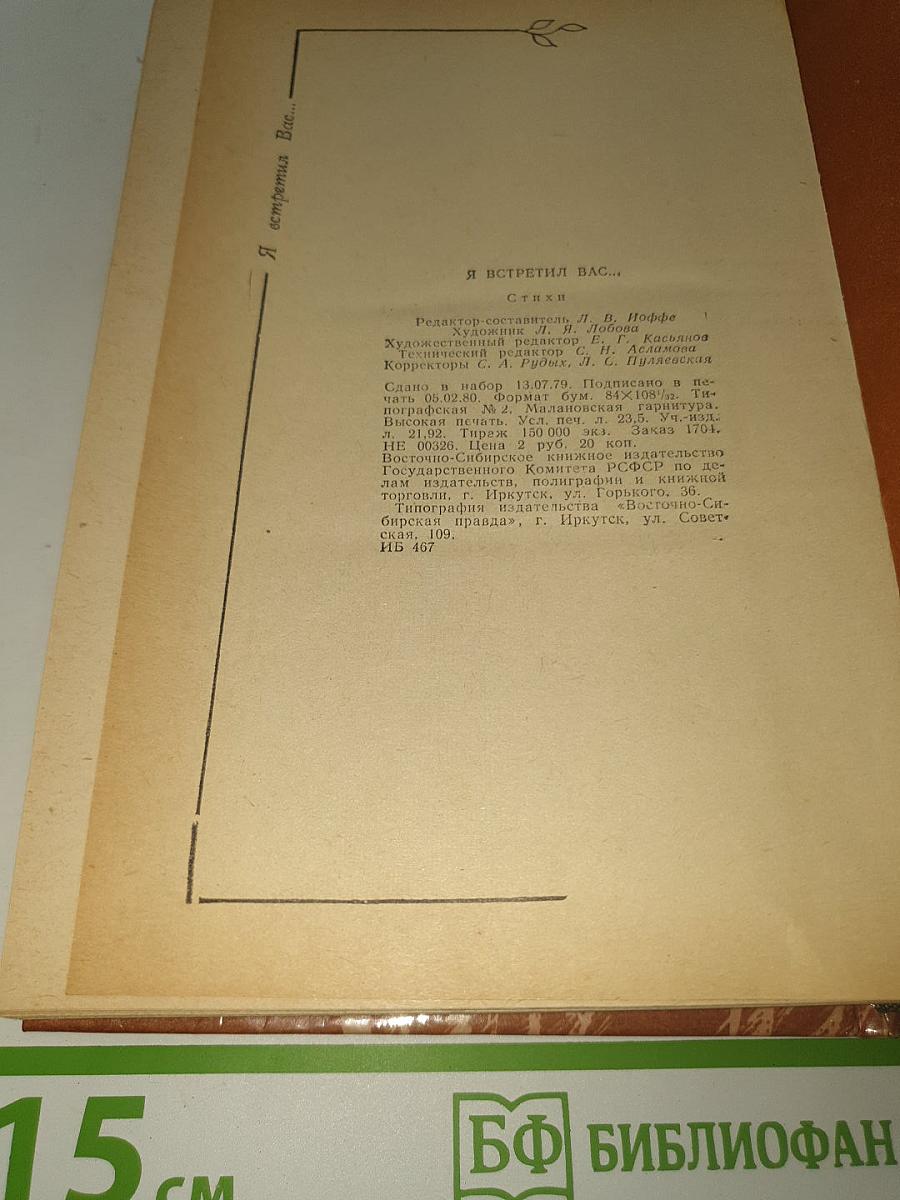 Я встретил Вас...
Я ВСТРЕТИЛ ВАС...
Стихи
Редактор-составитель Л. В. Иоффе
Художник Л. Я. Лобова
Художественный редактор Е. Г. Касьянов
Технический редактор С. Н. Асламова
Корректоры С. А. Рудых, Л. С. Пуляевская
Сдано в набор 13.07.79. Подписано в пе-
чать 05.02.80. Формат бум. 84×108¹/₃₂. Ти-
пографская № 2. Малановская гарнитура.
Высокая печать. Усл. печ. л. 23,5. Уч.-изд.
л. 21,92. Тираж 150 000 экз. Заказ 1704.
НЕ 00326. Цена 2 руб. 20 коп.
Восточно-Сибирское книжное издательство
Государственного Комитета РСФСР по де-
лам издательств, полиграфии и книжной
торговли, г. Иркутск, ул. Горького, 36.
Типография издательства «Восточно-Си-
бирская правда», г. Иркутск, ул. Совет-
ская, 109.
ИБ 467
15 см
БФ БИБЛИОФАН